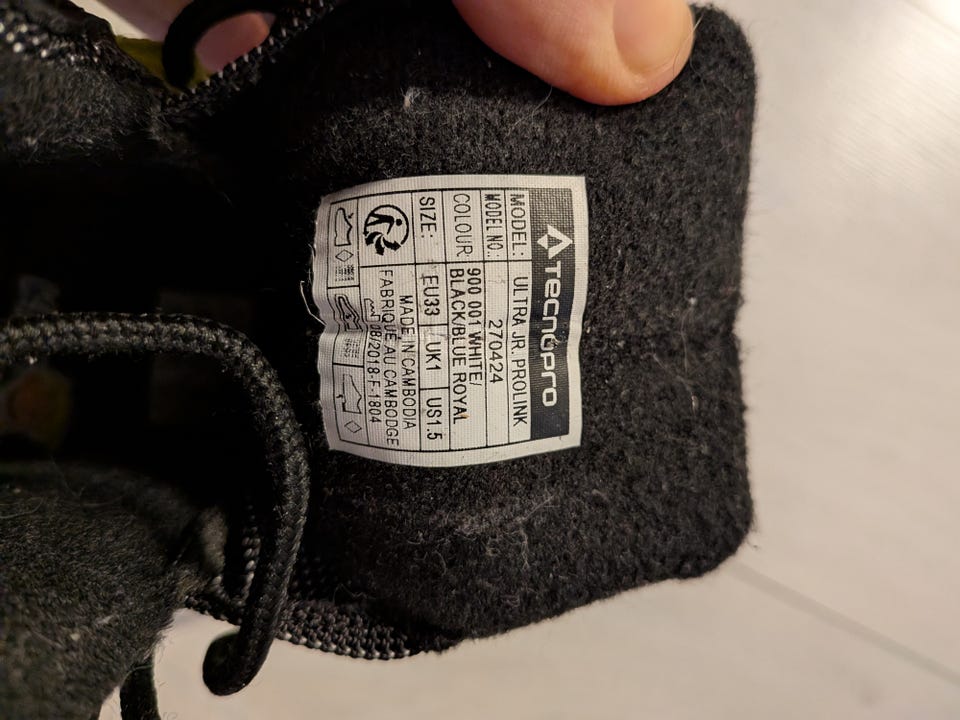 TECNOPRO
MODEL: ULTRA JR. PROLINK
MODEL NO.: 270424
COLOUR: 900 001 WHITE/
BLACK/BLUE ROYAL
SIZE: EU33 UK1 US1.5
MADE IN CAMBODIA
FABRIQUÉ AU CAMBODGE
08/2018-F-1804